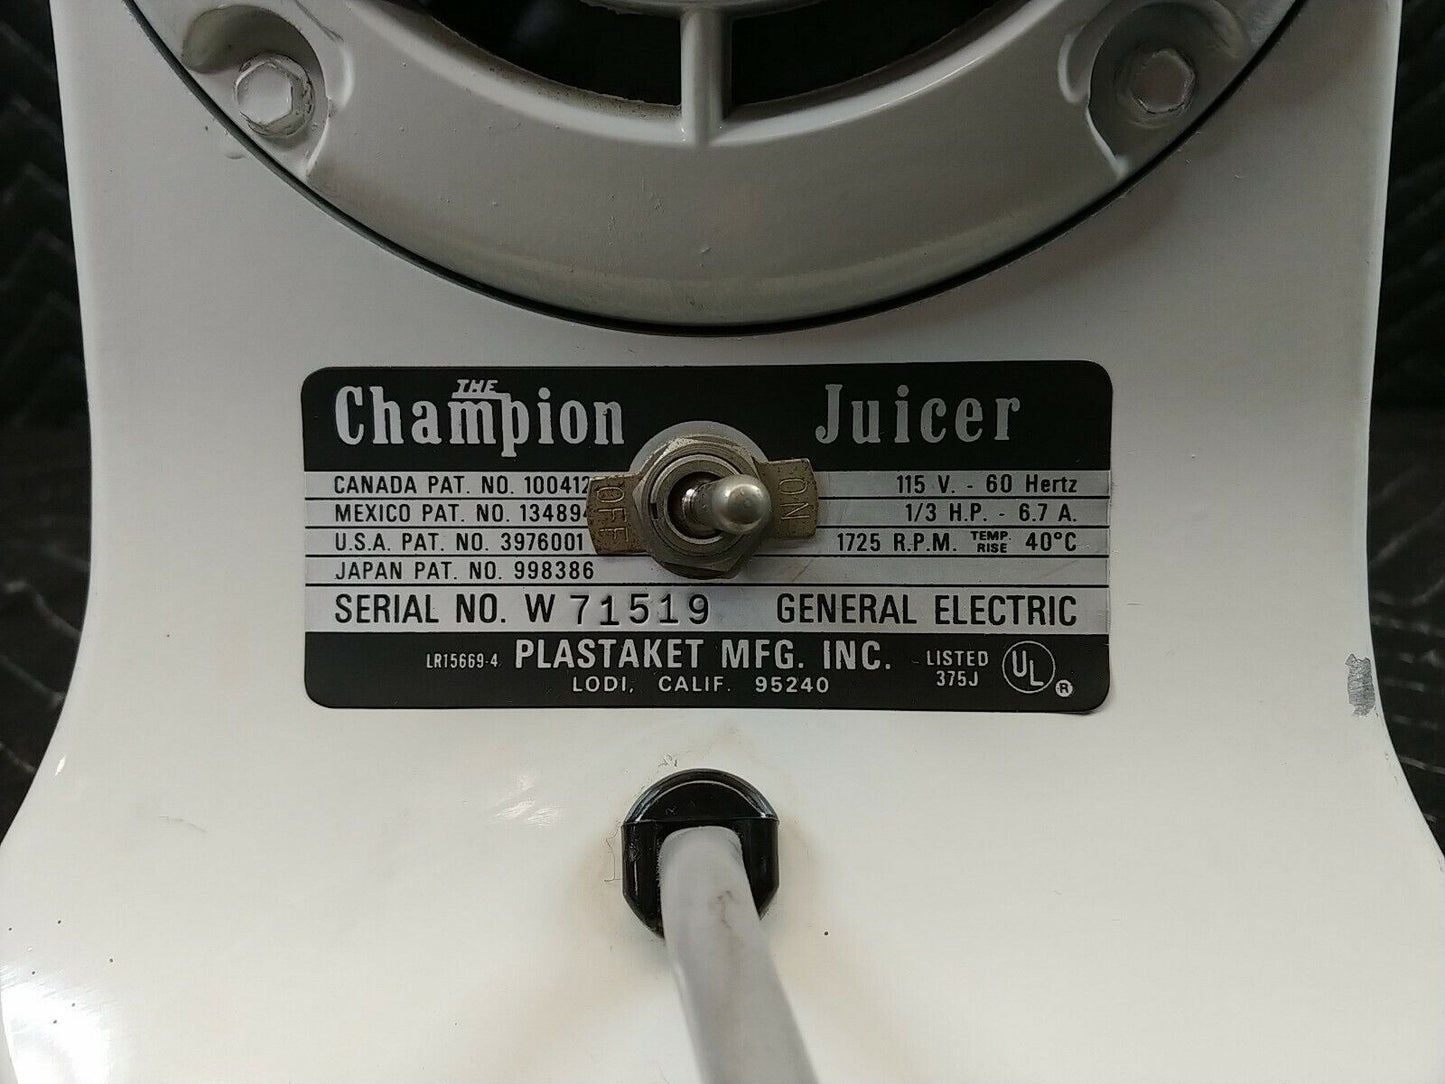 THE
Champion Juicer
CANADA PAT. NO. 115 V. - 60 Hertz
MEXICO PAT. NO. 1/3 H.P. - 6.7 A.
U.S.A. PAT. NO. 3976001 1725 R.P.M. TEMP. RISE 40°C
JAPAN PAT. NO. 998386
OFF ON
SERIAL NO. W 71519 GENERAL ELECTRIC
LR15669-4 PLASTAKET MFG. INC. LISTED 375J UL ®
LODI, CALIF. 95240